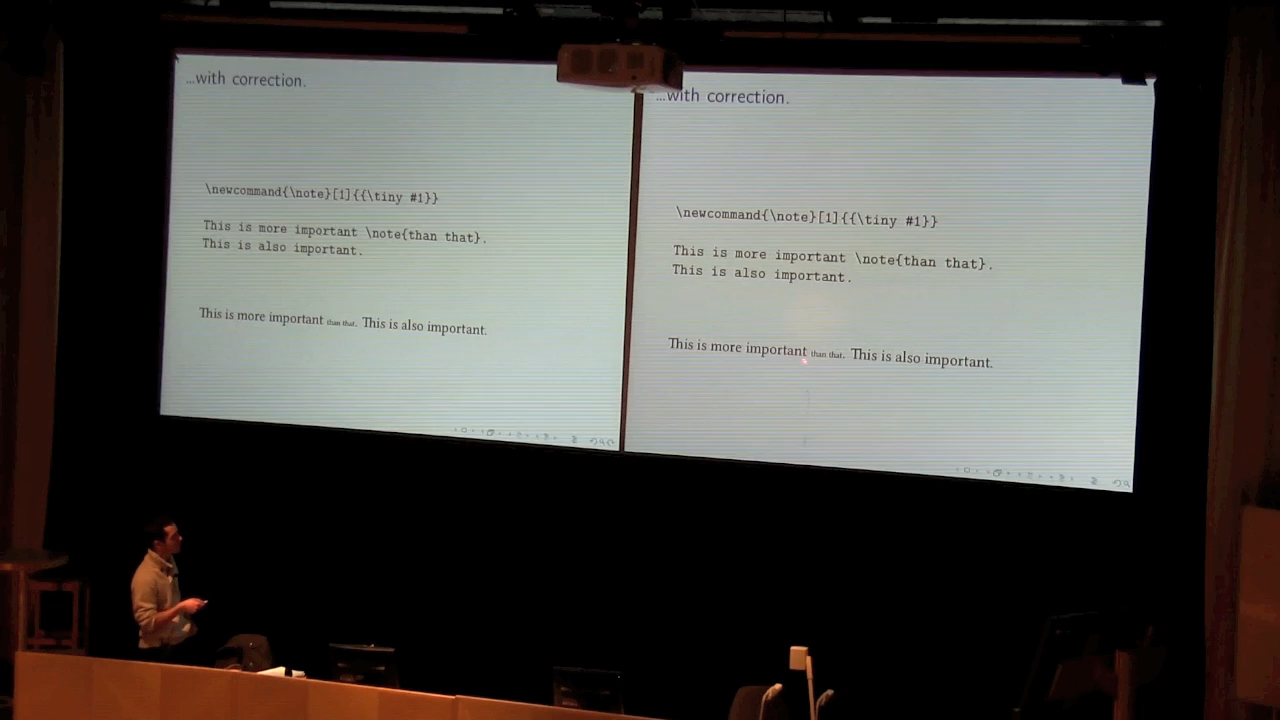 ...with correction.
\newcommand{\note}[1]{{\tiny #1}}
This is more important \note{than that}.
This is also important.
This is more important than that. This is also important.
...with correction.
\newcommand{\note}[1]{{\tiny #1}}
This is more important \note{than that}.
This is also important.
This is more important than that. This is also important.